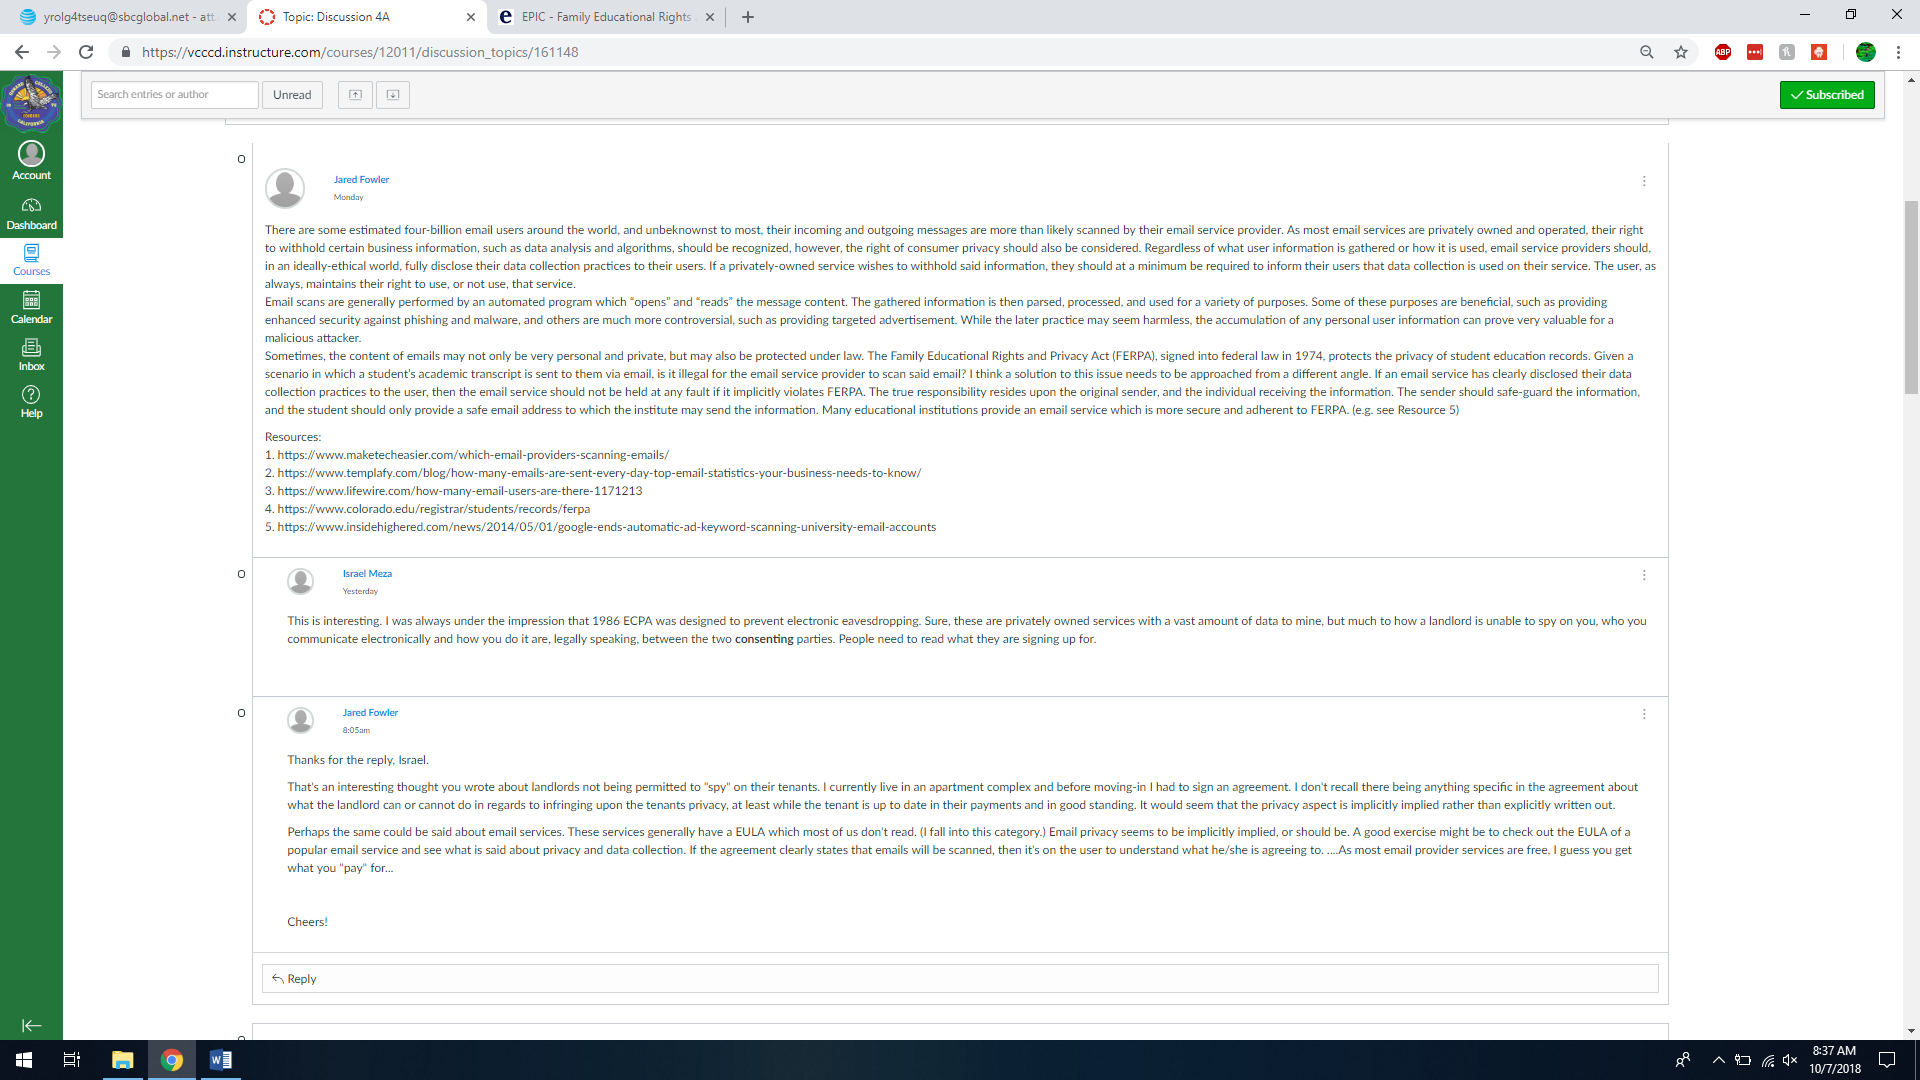 yrolg4tseuq@sbcglobal.net - att.
Topic: Discussion 4A
EPIC - Family Educational Rights
https://vcccd.instructure.com/courses/12011/discussion_topics/161148
ABP
Search entries or author
Unread
Subscribed
Account
Dashboard
Courses
Calendar
Inbox
Help
Jared Fowler
Monday
There are some estimated four-billion email users around the world, and unbeknownst to most, their incoming and outgoing messages are more than likely scanned by their email service provider. As most email services are privately owned and operated, their right
to withhold certain business information, such as data analysis and algorithms, should be recognized, however, the right of consumer privacy should also be considered. Regardless of what user information is gathered or how it is used, email service providers should,
in an ideally-ethical world, fully disclose their data collection practices to their users. If a privately-owned service wishes to withhold said information, they should at a minimum be required to inform their users that data collection is used on their service. The user, as
always, maintains their right to use, or not use, that service.
Email scans are generally performed by an automated program which “opens” and “reads” the message content. The gathered information is then parsed, processed, and used for a variety of purposes. Some of these purposes are beneficial, such as providing
enhanced security against phishing and malware, and others are much more controversial, such as providing targeted advertisement. While the later practice may seem harmless, the accumulation of any personal user information can prove very valuable for a
malicious attacker.
Sometimes, the content of emails may not only be very personal and private, but may also be protected under law. The Family Educational Rights and Privacy Act (FERPA), signed into federal law in 1974, protects the privacy of student education records. Given a
scenario in which a student’s academic transcript is sent to them via email, is it illegal for the email service provider to scan said email? I think a solution to this issue needs to be approached from a different angle. If an email service has clearly disclosed their data
collection practices to the user, then the email service should not be held at any fault if it implicitly violates FERPA. The true responsibility resides upon the original sender, and the individual receiving the information. The sender should safe-guard the information,
and the student should only provide a safe email address to which the institute may send the information. Many educational institutions provide an email service which is more secure and adherent to FERPA. (e.g. see Resource 5)
Resources:
1. https://www.maketecheasier.com/which-email-providers-scanning-emails/
2. https://www.templafy.com/blog/how-many-emails-are-sent-every-day-top-email-statistics-your-business-needs-to-know/
3. https://www.lifewire.com/how-many-email-users-are-there-1171213
4. https://www.colorado.edu/registrar/students/records/ferpa
5. https://www.insidehighered.com/news/2014/05/01/google-ends-automatic-ad-keyword-scanning-university-email-accounts
Israel Meza
Yesterday
This is interesting. I was always under the impression that 1986 ECPA was designed to prevent electronic eavesdropping. Sure, these are privately owned services with a vast amount of data to mine, but much to how a landlord is unable to spy on you, who you
communicate electronically and how you do it are, legally speaking, between the two consenting parties. People need to read what they are signing up for.
Jared Fowler
8:05am
Thanks for the reply, Israel.
That's an interesting thought you wrote about landlords not being permitted to "spy" on their tenants. I currently live in an apartment complex and before moving-in I had to sign an agreement. I don't recall there being anything specific in the agreement about
what the landlord can or cannot do in regards to infringing upon the tenants privacy, at least while the tenant is up to date in their payments and in good standing. It would seem that the privacy aspect is implicitly implied rather than explicitly written out.
Perhaps the same could be said about email services. These services generally have a EULA which most of us don't read. (I fall into this category.) Email privacy seems to be implicitly implied, or should be. A good exercise might be to check out the EULA of a
popular email service and see what is said about privacy and data collection. If the agreement clearly states that emails will be scanned, then it's on the user to understand what he/she is agreeing to. ....As most email provider services are free, I guess you get
what you "pay" for...
Cheers!
Reply
8:37 AM
10/7/2018